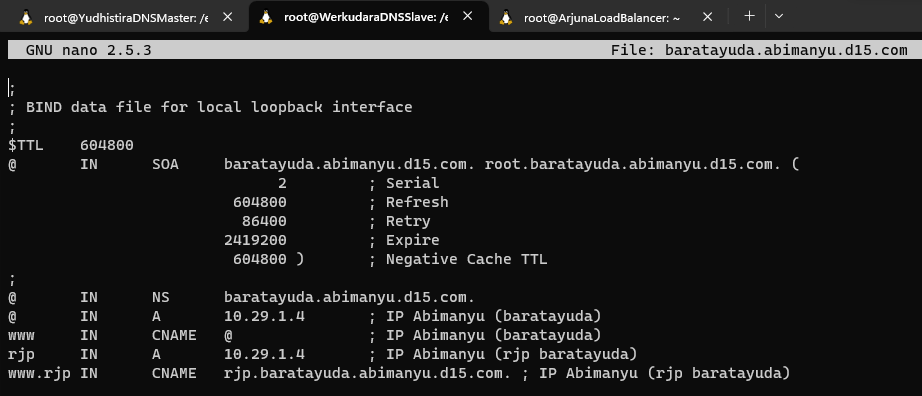 root@YudhistiraDNSMaster: /e
root@WerkudaraDNSSlave: /e
root@ArjunaLoadBalancer: ~
GNU nano 2.5.3 File: baratayuda.abimanyu.d15.com
;
; BIND data file for local loopback interface
;
$TTL 604800
@ IN SOA baratayuda.abimanyu.d15.com. root.baratayuda.abimanyu.d15.com. (
2 ; Serial
604800 ; Refresh
86400 ; Retry
2419200 ; Expire
604800 ) ; Negative Cache TTL
;
@ IN NS baratayuda.abimanyu.d15.com.
@ IN A 10.29.1.4 ; IP Abimanyu (baratayuda)
www IN CNAME @ ; IP Abimanyu (baratayuda)
rjp IN A 10.29.1.4 ; IP Abimanyu (rjp baratayuda)
www.rjp IN CNAME rjp.baratayuda.abimanyu.d15.com. ; IP Abimanyu (rjp baratayuda)